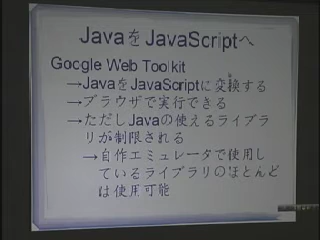 JavaをJavaScriptへ
Google Web Toolkit
→JavaをJavaScriptに変換する
→ブラウザで実行できる
→ただしJavaの使えるライブラ
リが制限される
→自作エミュレータで使用し
ているライブラリのほとんど
は使用可能